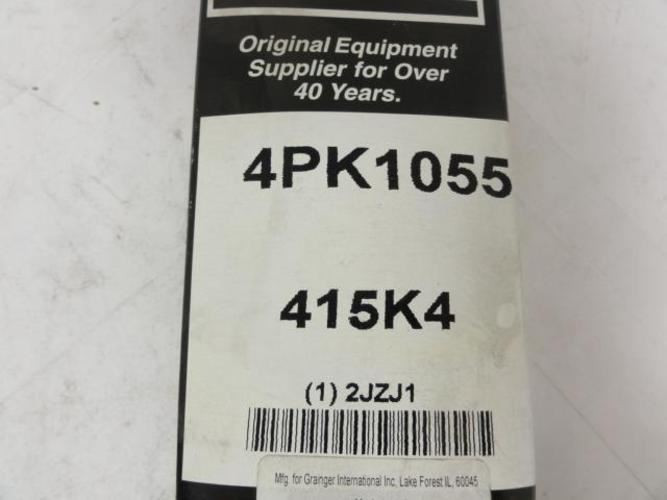 Original Equipment
Supplier for Over
40 Years.
4PK1055
415K4
(1) 2JZJ1
Mfg. for Grainger International Inc, Lake Forest IL, 60045